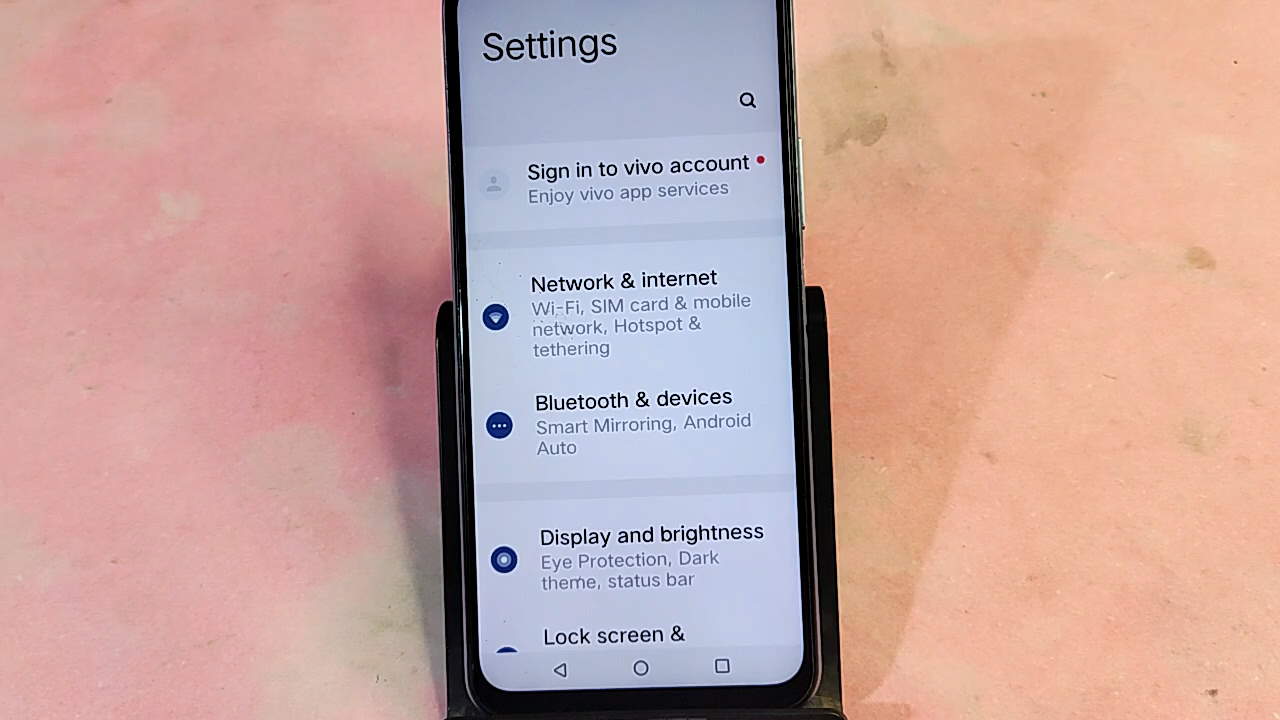 Settings
Sign in to vivo account
Enjoy vivo app services
Network & internet
Wi-Fi, SIM card & mobile
network, Hotspot &
tethering
Bluetooth & devices
Smart Mirroring, Android
Auto
Display and brightness
Eye Protection, Dark
theme, status bar
Lock screen &